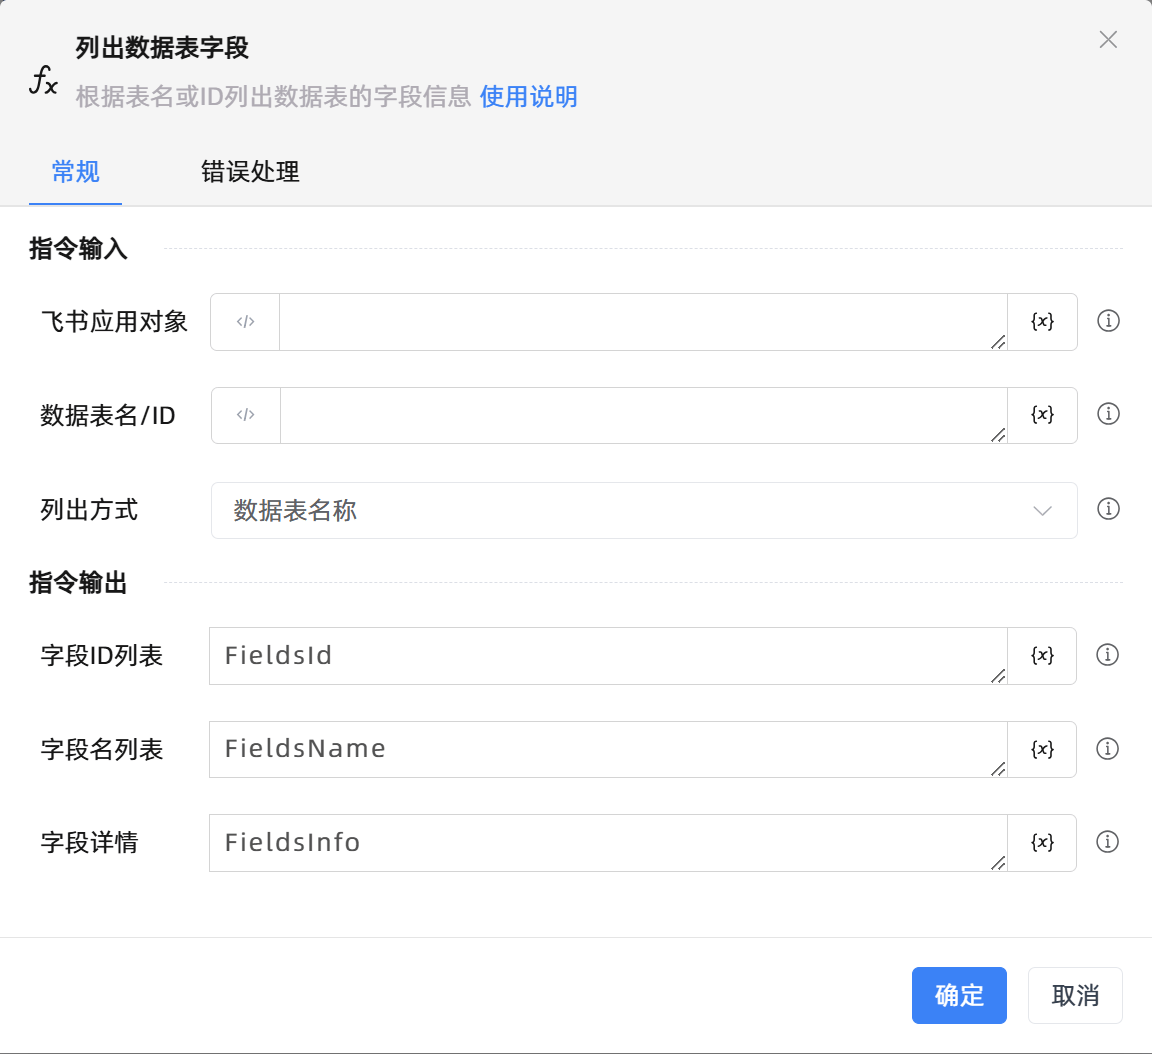 列出数据表字段
根据表名或ID列出数据表的字段信息 使用说明
常规 错误处理
指令输入
飞书应用对象 </> {x}
数据表名/ID </> {x}
列出方式 数据表名称
指令输出
字段ID列表 FieldsId {x}
字段名列表 FieldsName {x}
字段详情 FieldsInfo {x}
确定 取消